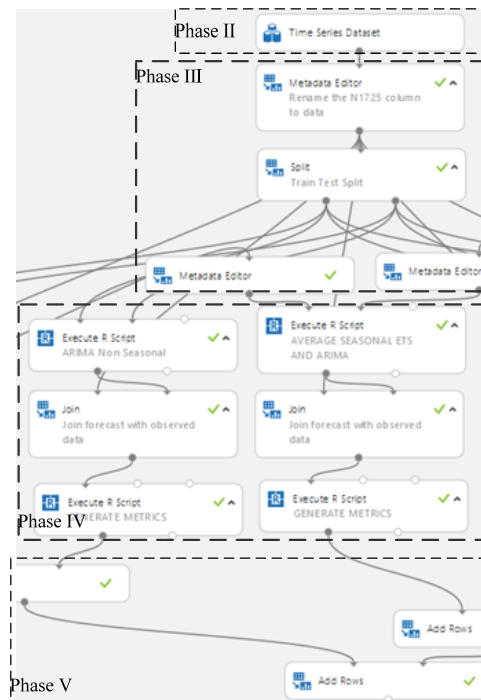 Phase II
Time Series Dataset
Phase III
Metadata Editor
Rename the N1725 column
to data
Split
Train Test Split
Metadata Editor
Metadata Editor
Execute R Script
ARIMA Non Seasonal
Execute R Script
AVERAGE SEASONAL ETS
AND ARIMA
Join
Join forecast with observed
data
Join
Join forecast with observed
data
Execute R Script
GENERATE METRICS
Execute R Script
GENERATE METRICS
Phase IV
Add Rows
Add Rows
Phase V